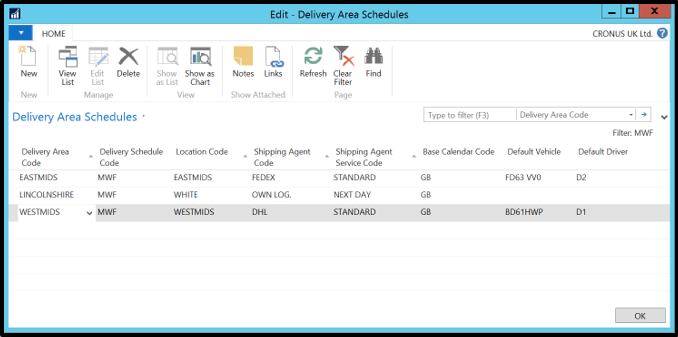 Edit - Delivery Area Schedules
HOME
CRONUS UK Ltd.
New
View List
Edit List
Delete
Show as List
Show as Chart
Notes
Links
Refresh
Clear Filter
Find
New
Manage
View
Show Attached
Page
Delivery Area Schedules
Type to filter (F3)
Delivery Area Code
Filter: MWF
Delivery Area Code
Delivery Schedule Code
Location Code
Shipping Agent Code
Shipping Agent Service Code
Base Calendar Code
Default Vehicle
Default Driver
EASTMIDS MWF EASTMIDS FEDEX STANDARD GB FD63 VV0 D2
LINCOLNSHIRE MWF WHITE OWN LOG. NEXT DAY GB
WESTMIDS MWF WESTMIDS DHL STANDARD GB BD61HWP D1
OK